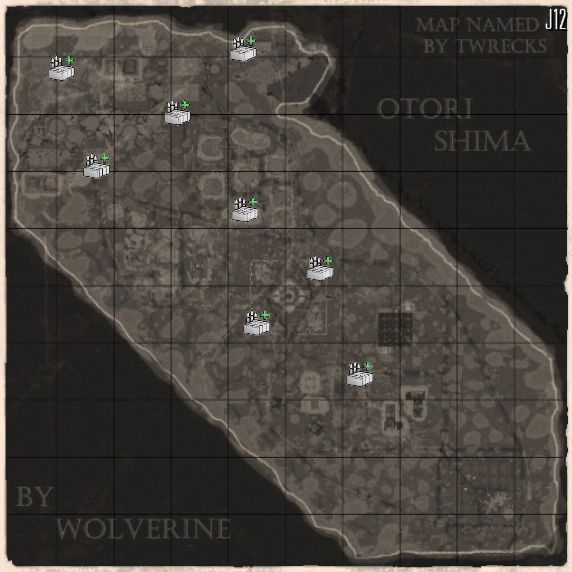 MAP NAMED
BY TWRECKS
J12
OTORI
SHIMA
BY
WOLVERINE